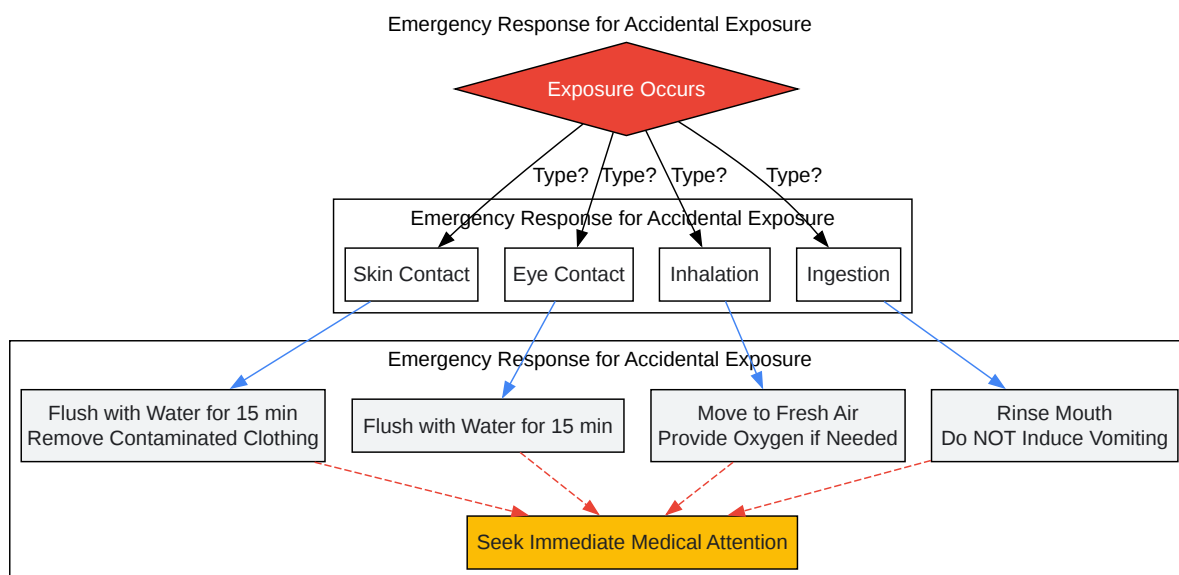 Emergency Response for Accidental Exposure
Exposure Occurs
Type?
Type?
Type?
Type?
Emergency Response for Accidental Exposure
Skin Contact
Eye Contact
Inhalation
Ingestion
Emergency Response for Accidental Exposure
Flush with Water for 15 min
Remove Contaminated Clothing
Flush with Water for 15 min
Move to Fresh Air
Provide Oxygen if Needed
Rinse Mouth
Do NOT Induce Vomiting
Seek Immediate Medical Attention